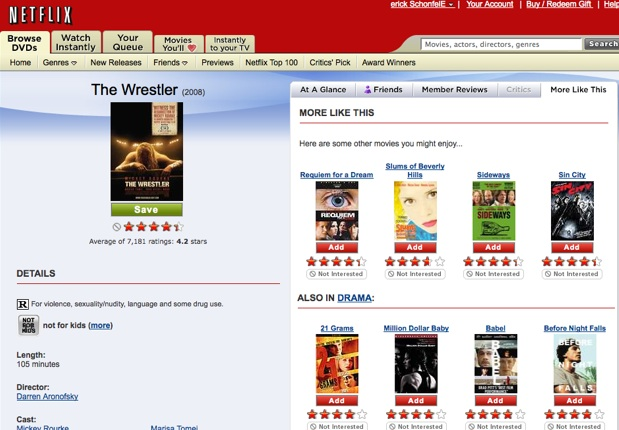 NETFLIX
erick SchonfelE | Your Account | Buy / Redeem Gift | Help
Browse DVDs
Watch Instantly
Your Queue
Movies You'll
Instantly to your TV
Movies, actors, directors, genres
Search
Home Genres New Releases Friends Previews Netflix Top 100 Critics' Pick Award Winners
The Wrestler (2008)
THE WRESTLER
Save
Average of 7,181 ratings: 4.2 stars
DETAILS
R For violence, sexuality/nudity, language and some drug use.
NOT FOR KIDS
not for kids (more)
Length:
105 minutes
Director:
Darren Aronofsky
Cast:
Mickey Rourke Marisa Tomei
At A Glance Friends Member Reviews Critics More Like This
MORE LIKE THIS
Here are some other movies you might enjoy...
Requiem for a Dream
Slums of Beverly Hills
Sideways
Sin City
REQUIEM
SIDEWAYS
SIN CITY
Add Add Add Add
Not Interested Not Interested Not Interested Not Interested
ALSO IN DRAMA:
21 Grams Million Dollar Baby Babel Before Night Falls
GRAMS
BABEL
BEFORE
NIGHT
FALLS
Add Add Add Add
Not Interested Not Interested Not Interested Not Interested